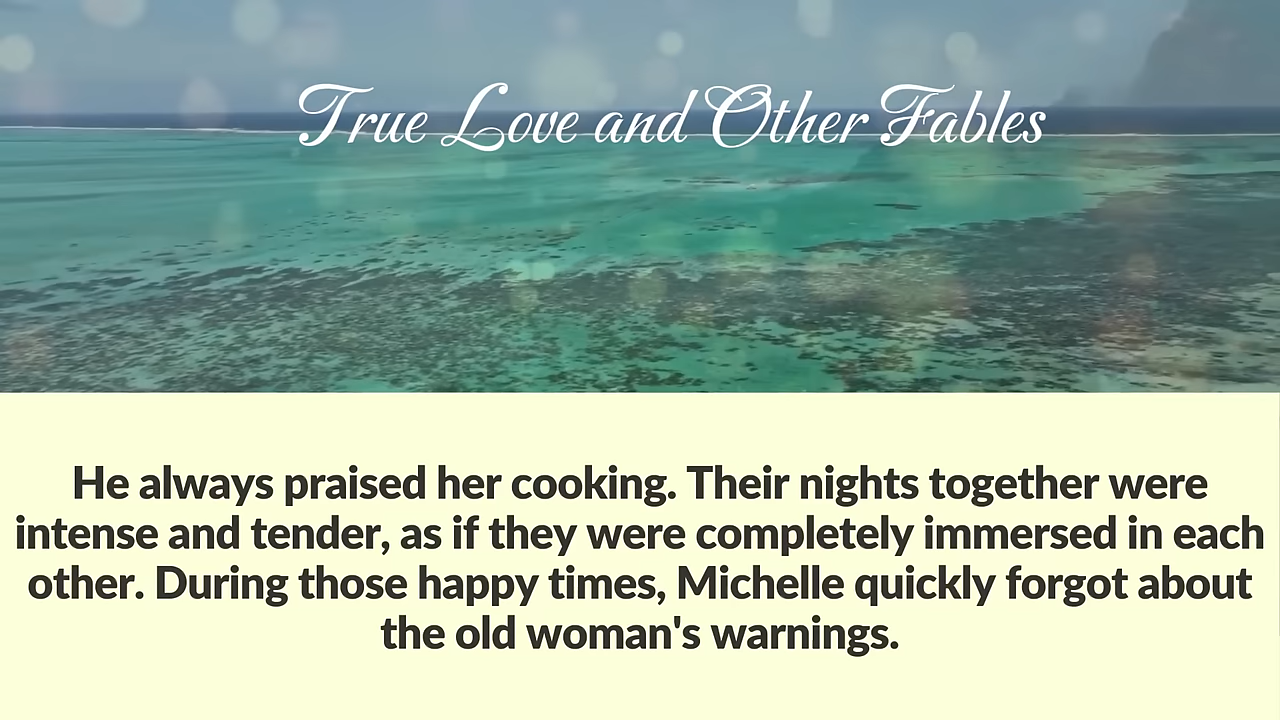 True Love and Other Fables
He always praised her cooking. Their nights together were
intense and tender, as if they were completely immersed in each
other. During those happy times, Michelle quickly forgot about
the old woman's warnings.